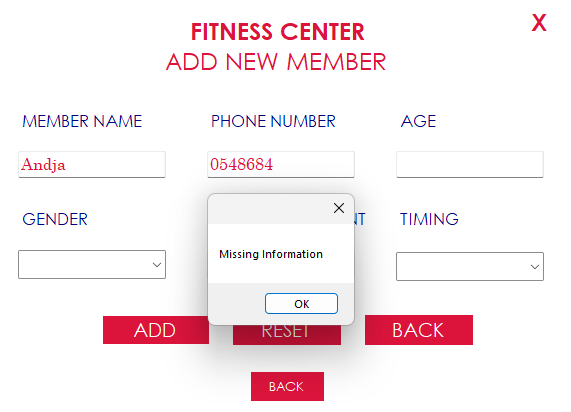 FITNESS CENTER
X
ADD NEW MEMBER
MEMBER NAME
PHONE NUMBER
AGE
Andja
0548684
GENDER
TIMING
Missing Information
OK
ADD
RESET
BACK
BACK